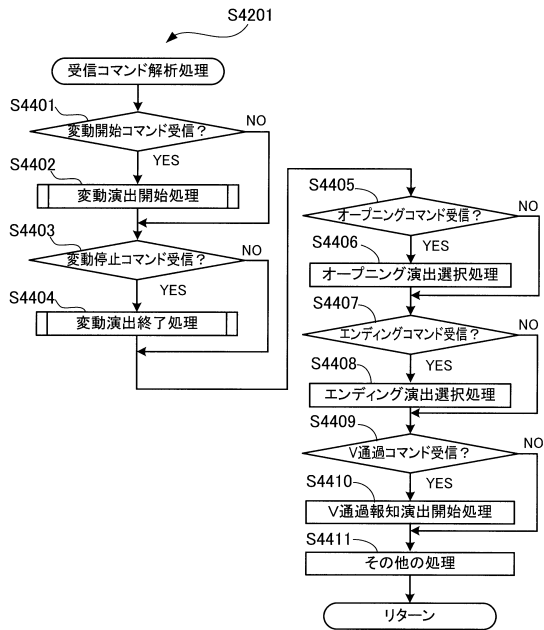 S4201
受信コマンド解析処理
S4401
変動開始コマンド受信？
NO
YES
S4402
変動演出開始処理
S4403
変動停止コマンド受信？
NO
YES
S4404
変動演出終了処理
S4405
オープニングコマンド受信？
NO
YES
S4406
オープニング演出選択処理
S4407
エンディングコマンド受信？
NO
YES
S4408
エンディング演出選択処理
S4409
V通過コマンド受信？
NO
YES
S4410
V通過報知演出開始処理
S4411
その他の処理
リターン